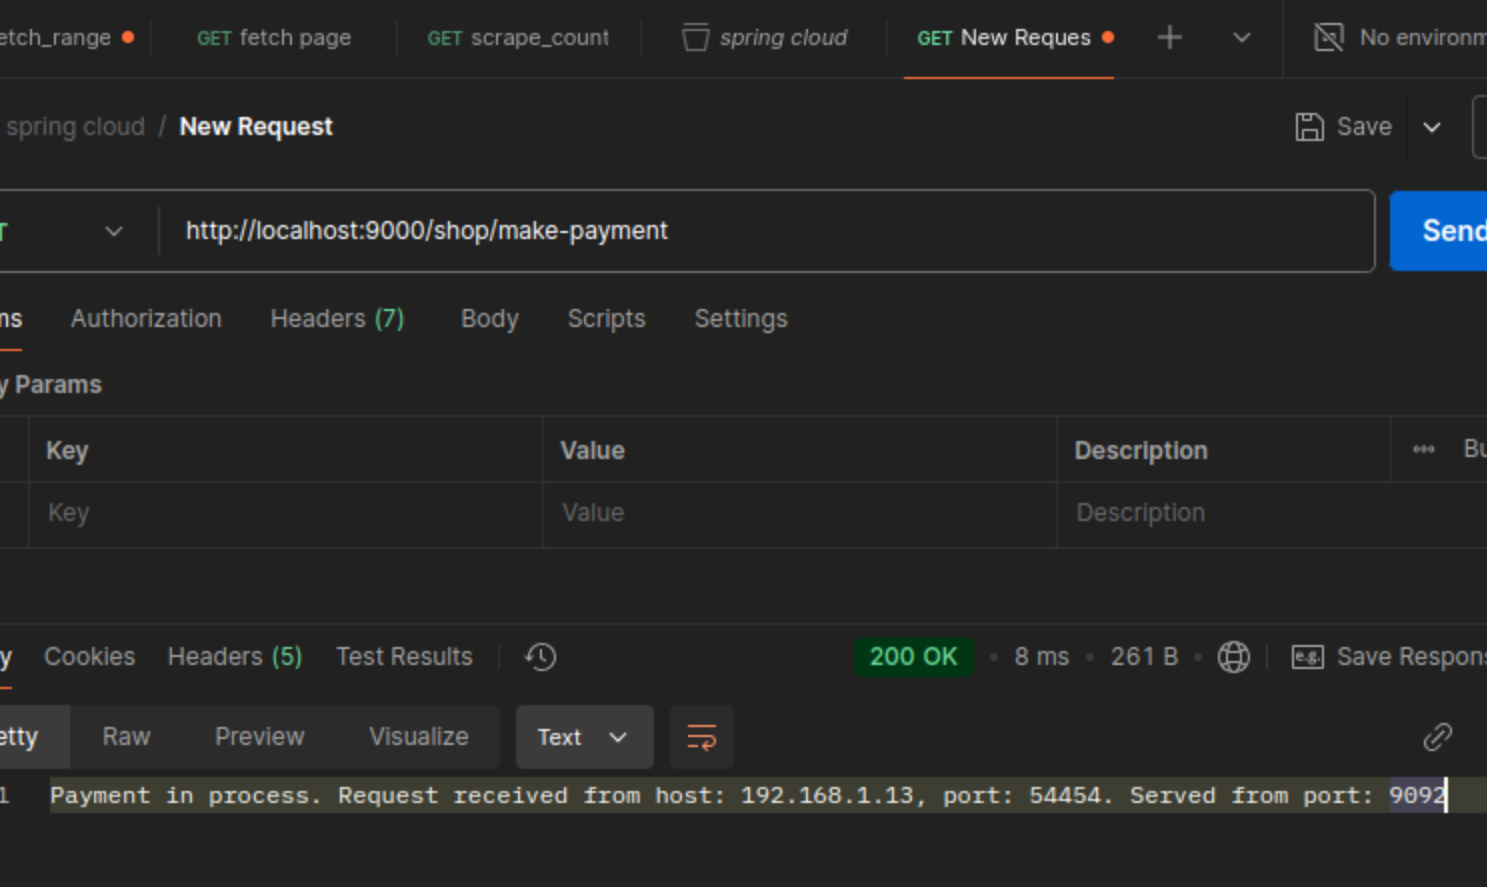 etch_range GET fetch page GET scrape_count spring cloud GET New Reques No environm
spring cloud / New Request Save
T http://localhost:9000/shop/make-payment Send
ms Authorization Headers (7) Body Scripts Settings
y Params
Key Value Description Bu
Key Value Description
y Cookies Headers (5) Test Results 200 OK 8 ms 261 B e.g. Save Respons
etty Raw Preview Visualize Text
1 Payment in process. Request received from host: 192.168.1.13, port: 54454. Served from port: 9092